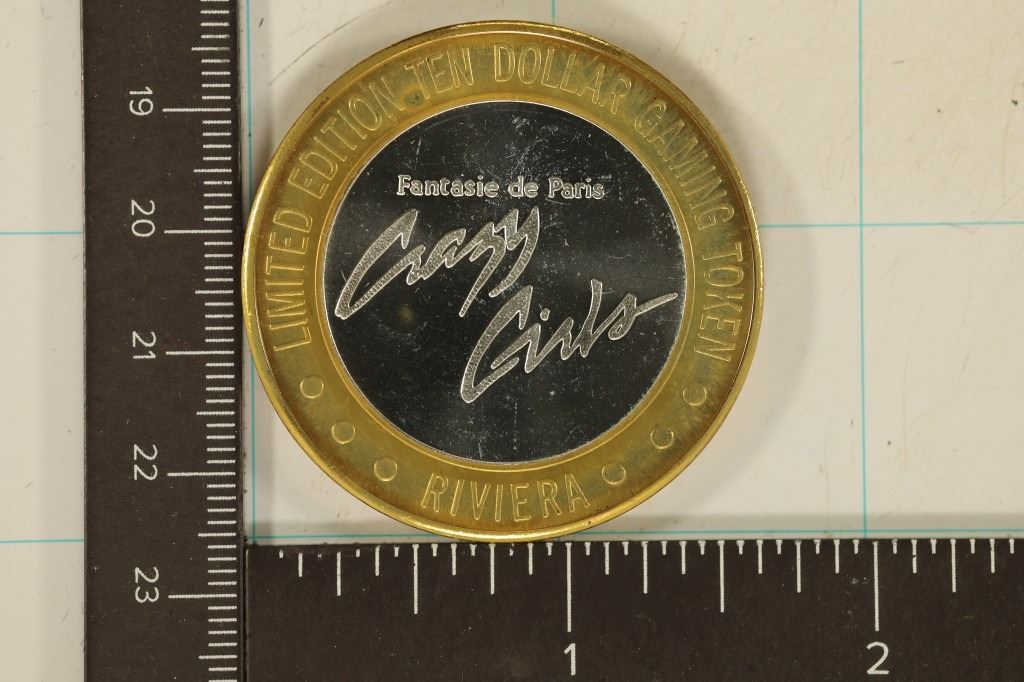 LIMITED EDITION TEN DOLLAR GAMING TOKEN
Fantasie de Paris
Crazy
Girls
RIVIERA
19
20
21
22
23
1
2